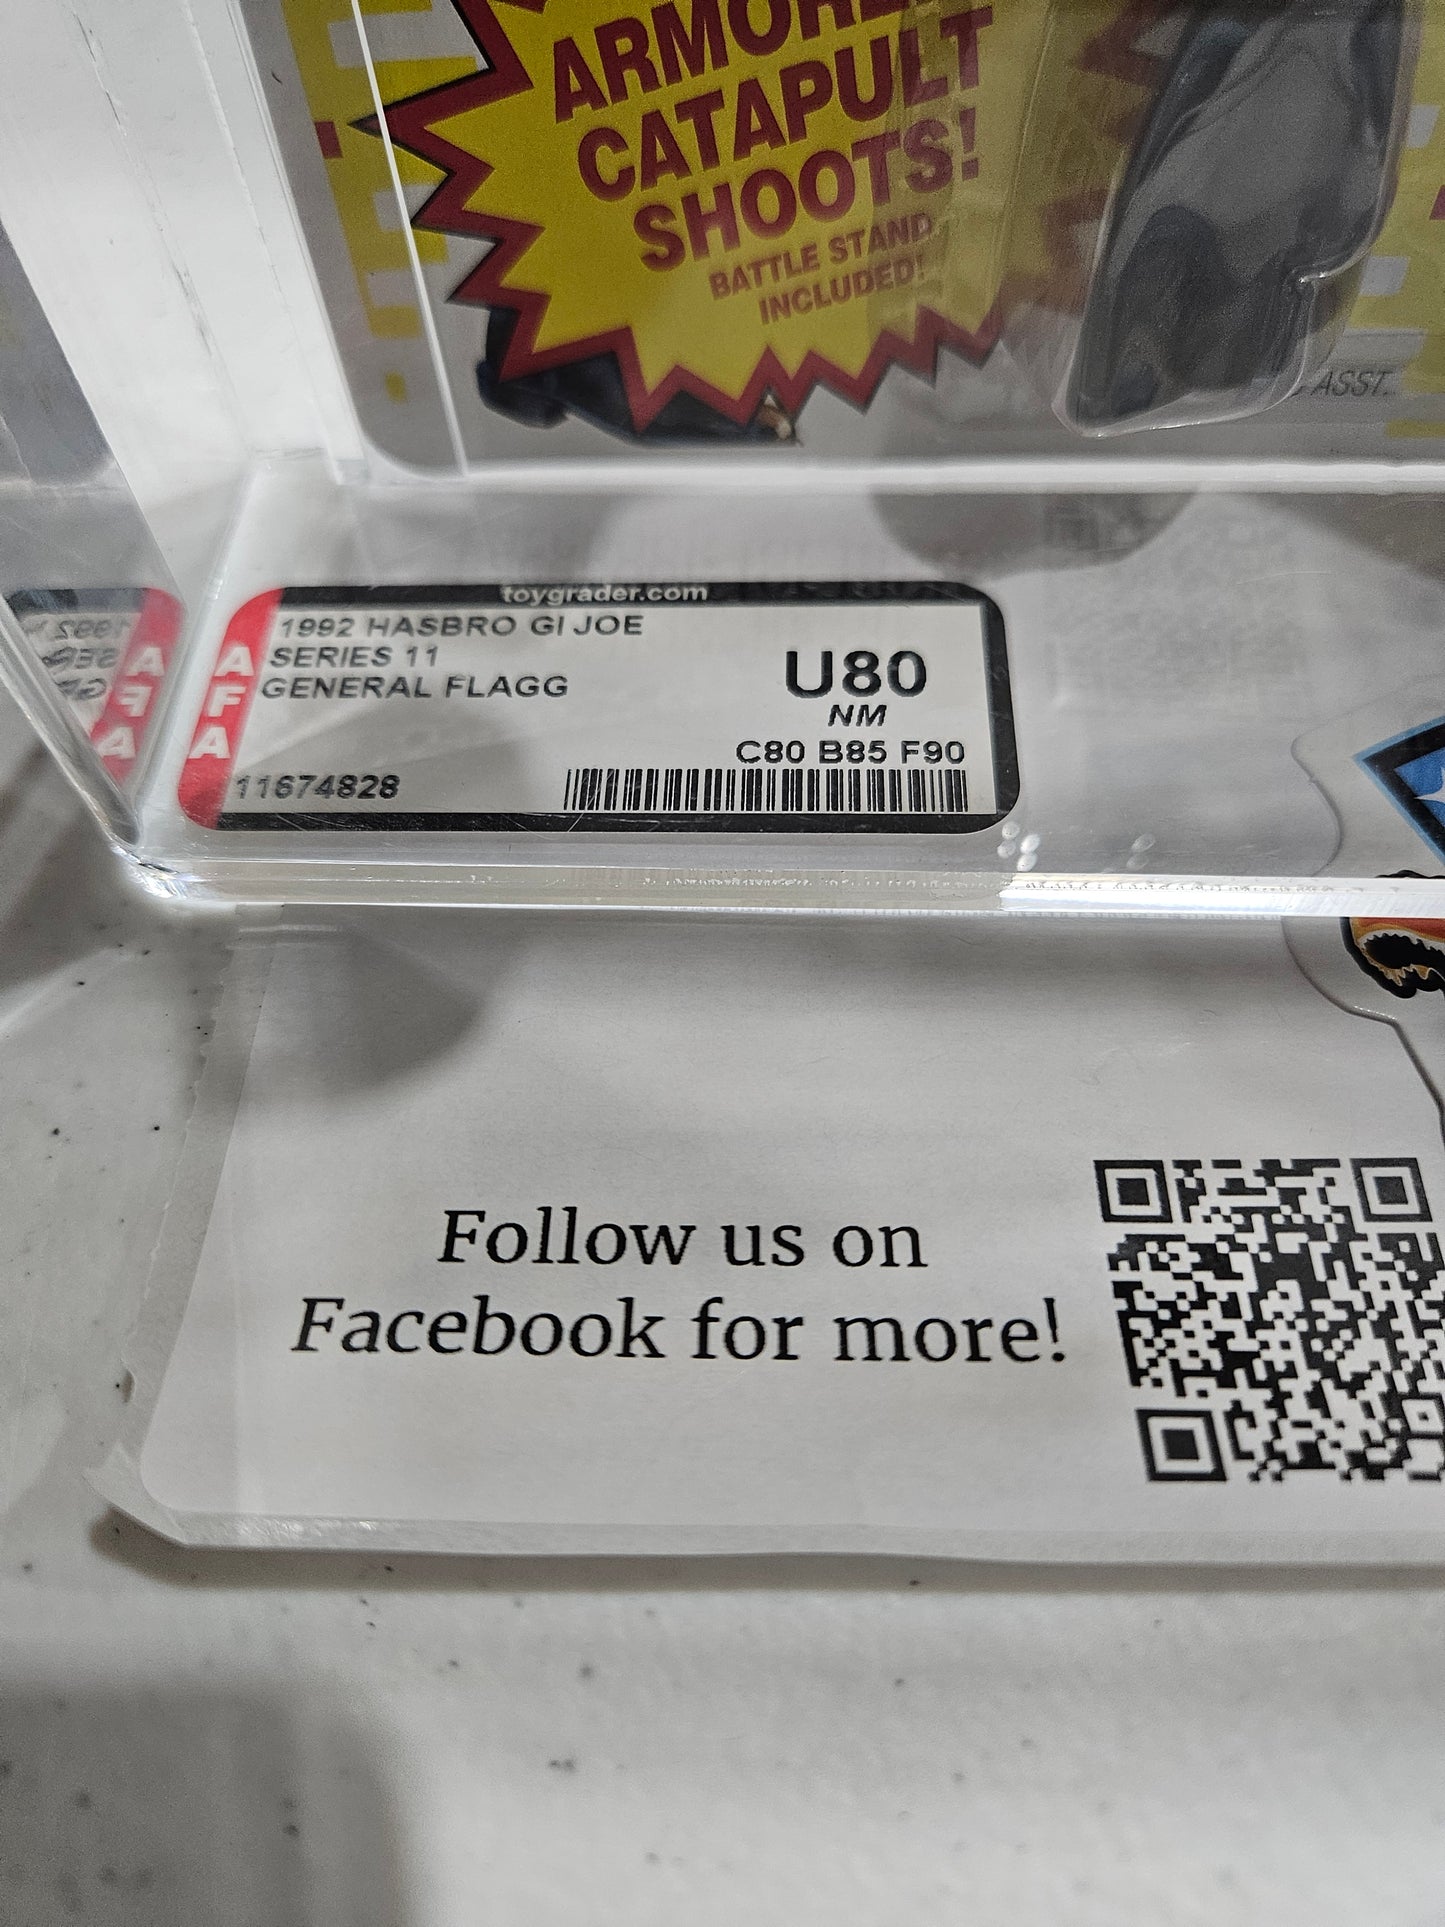 CATAPULT
SHOOTS!
BATTLE STAND
INCLUDED!
ASST.
toygrader.com
1992 HASBRO GI JOE
SERIES 11
GENERAL FLAGG
AFA
U80
NM
C80 B85 F90
11674828
Follow us on
Facebook for more!